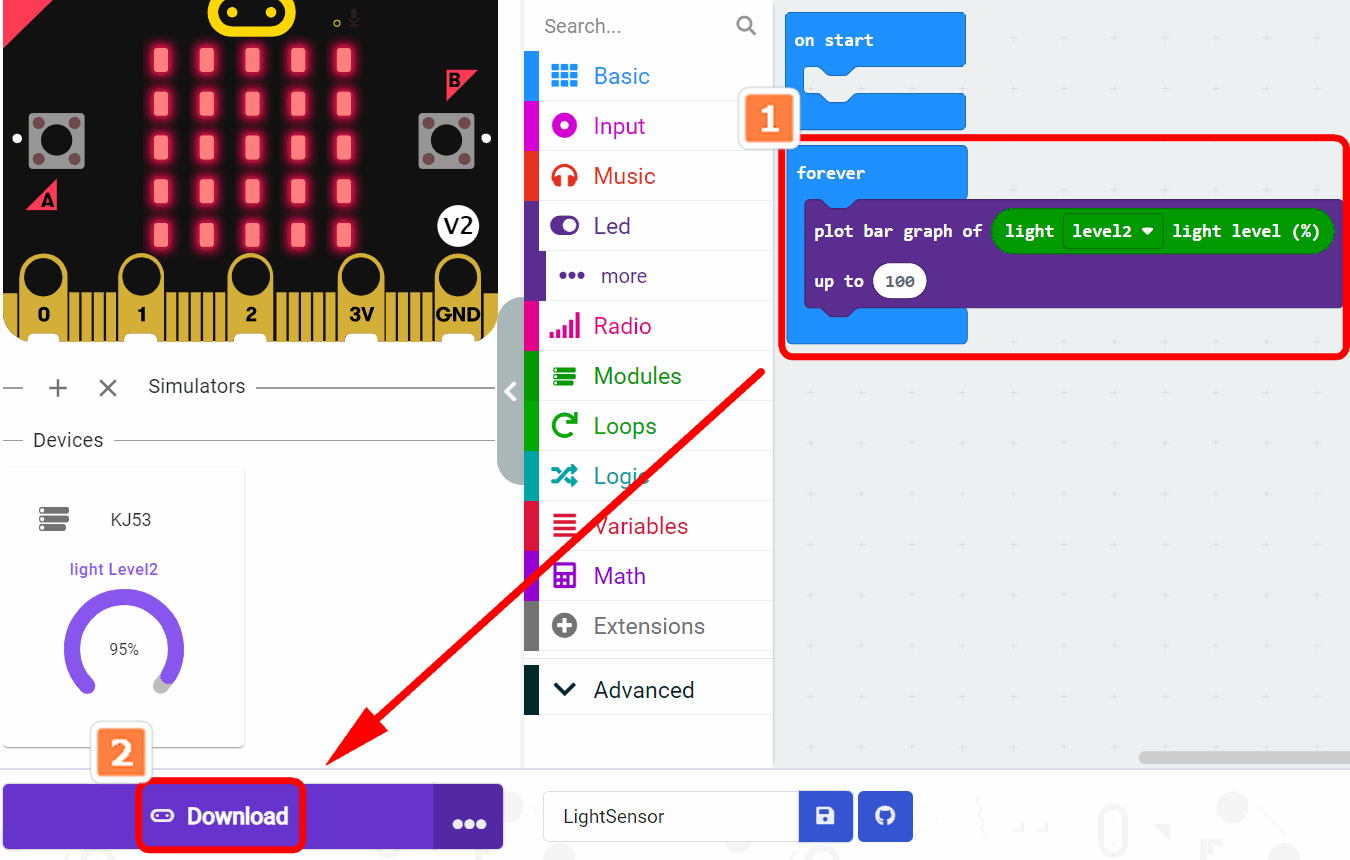 B
A
V2
0
1
2
3V
GND
Simulators
Devices
KJ53
light Level2
95%
2
Download
Search...
Basic
Input
Music
Led
more
Radio
Modules
Loops
Logic
Variables
Math
Extensions
Advanced
LightSensor
on start
1
forever
plot bar graph of light level2 light level (%)
up to 100